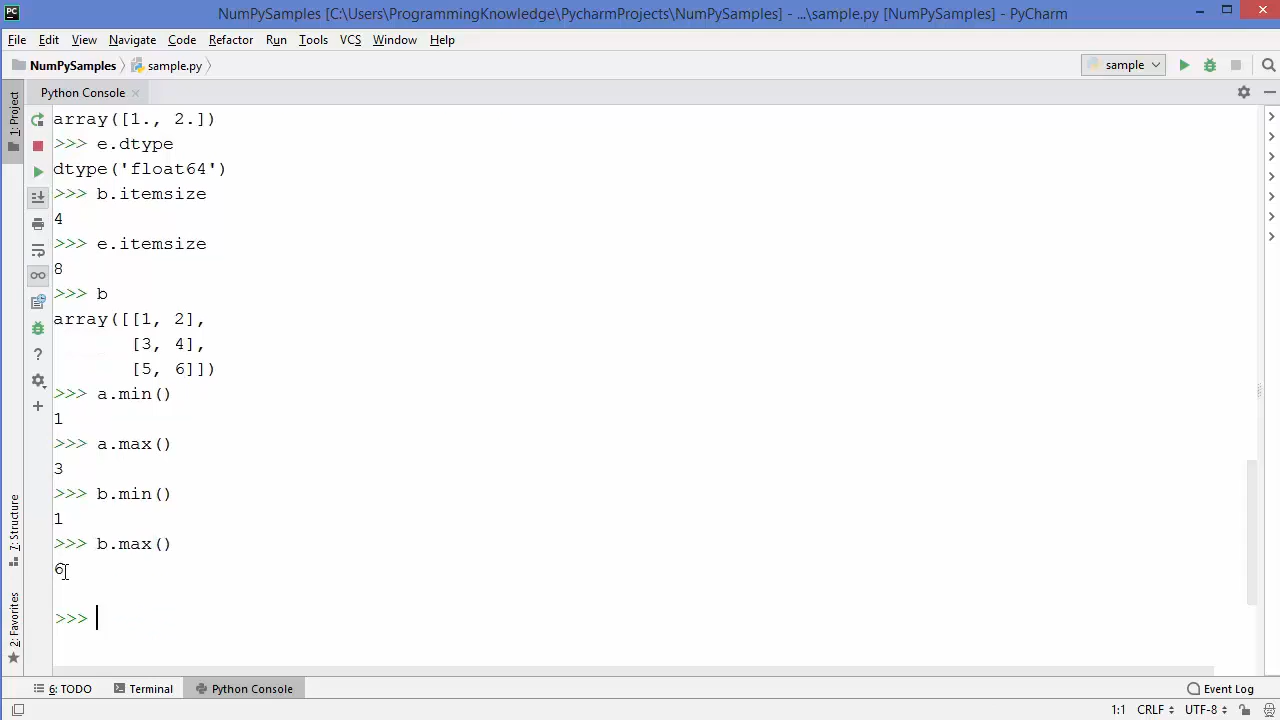 PC NumPySamples [C:\Users\ProgrammingKnowledge\PycharmProjects\NumPySamples] - ...\sample.py [NumPySamples] - PyCharm
File Edit View Navigate Code Refactor Run Tools VCS Window Help
NumPySamples sample.py sample
Python Console
1: Project
array([1., 2.])
>>> e.dtype
dtype('float64')
>>> b.itemsize
4
>>> e.itemsize
8
>>> b
array([[1, 2],
[3, 4],
[5, 6]])
>>> a.min()
1
>>> a.max()
3
>>> b.min()
1
>>> b.max()
6
>>>
7: Structure
2: Favorites
6: TODO Terminal Python Console Event Log
1:1 CRLF UTF-8